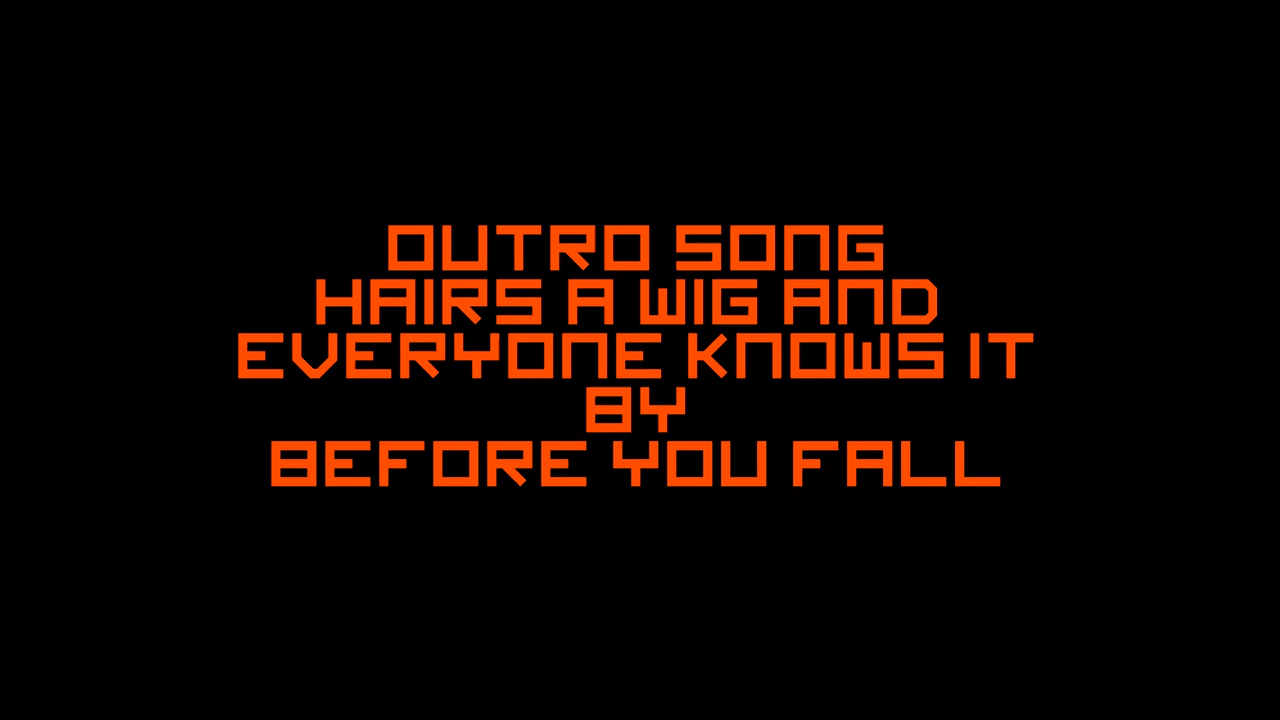 OUTRO SONG
HAIRS A WIG AND
EVERYONE KNOWS IT
BY
BEFORE YOU FALL